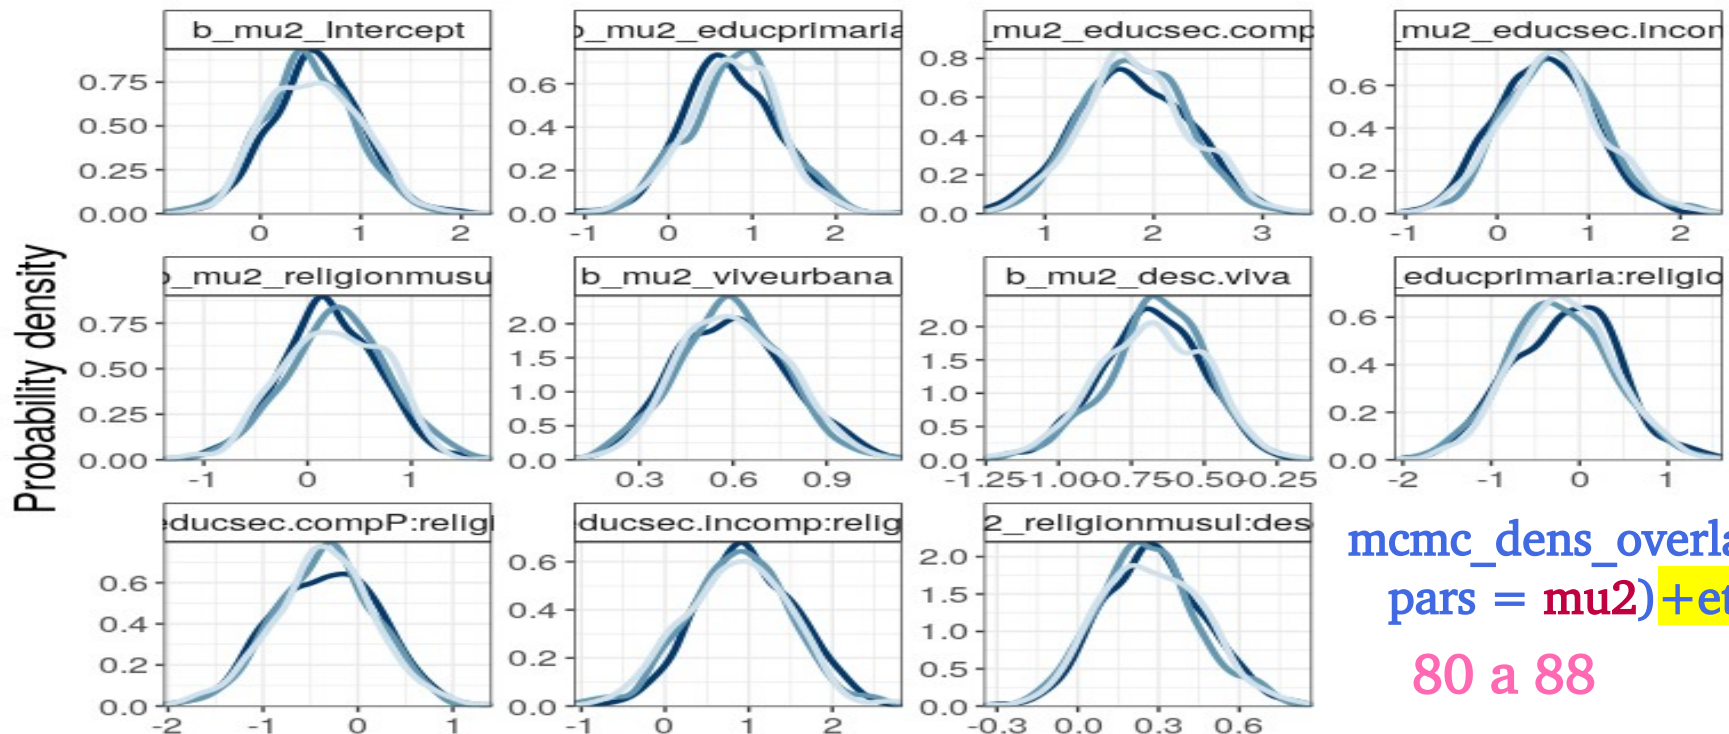 b_mu2_Intercept
b_mu2_educprimaria
_mu2_educsec.comp
_mu2_educsec.incon
0.75
0.50
0.25
0.00
0 1 2
0.6
0.4
0.2
0.0
-1 0 1 2
0.8
0.6
0.4
0.2
0.0
1 2 3
0.6
0.4
0.2
0.0
-1 0 1 2
Probability density
b_mu2_religionmusu
b_mu2_viveurbana
b_mu2_desc.viva
_educprimaria:religio
0.75
0.50
0.25
0.00
-1 0 1
2.0
1.5
1.0
0.5
0.0
0.3 0.6 0.9
2.0
1.5
1.0
0.5
0.0
-1.25 -1.00 -0.75 -0.50 -0.25
0.6
0.4
0.2
0.0
-2 -1 0 1
educsec.compP:religi
educsec.incomp:relig
2_religionmusul:des
0.6
0.4
0.2
0.0
-2 -1 0 1
0.6
0.4
0.2
0.0
-1 0 1 2
2.0
1.5
1.0
0.5
0.0
-0.3 0.0 0.3 0.6
mcmc_dens_overla
pars = mu2)+et
80 a 88